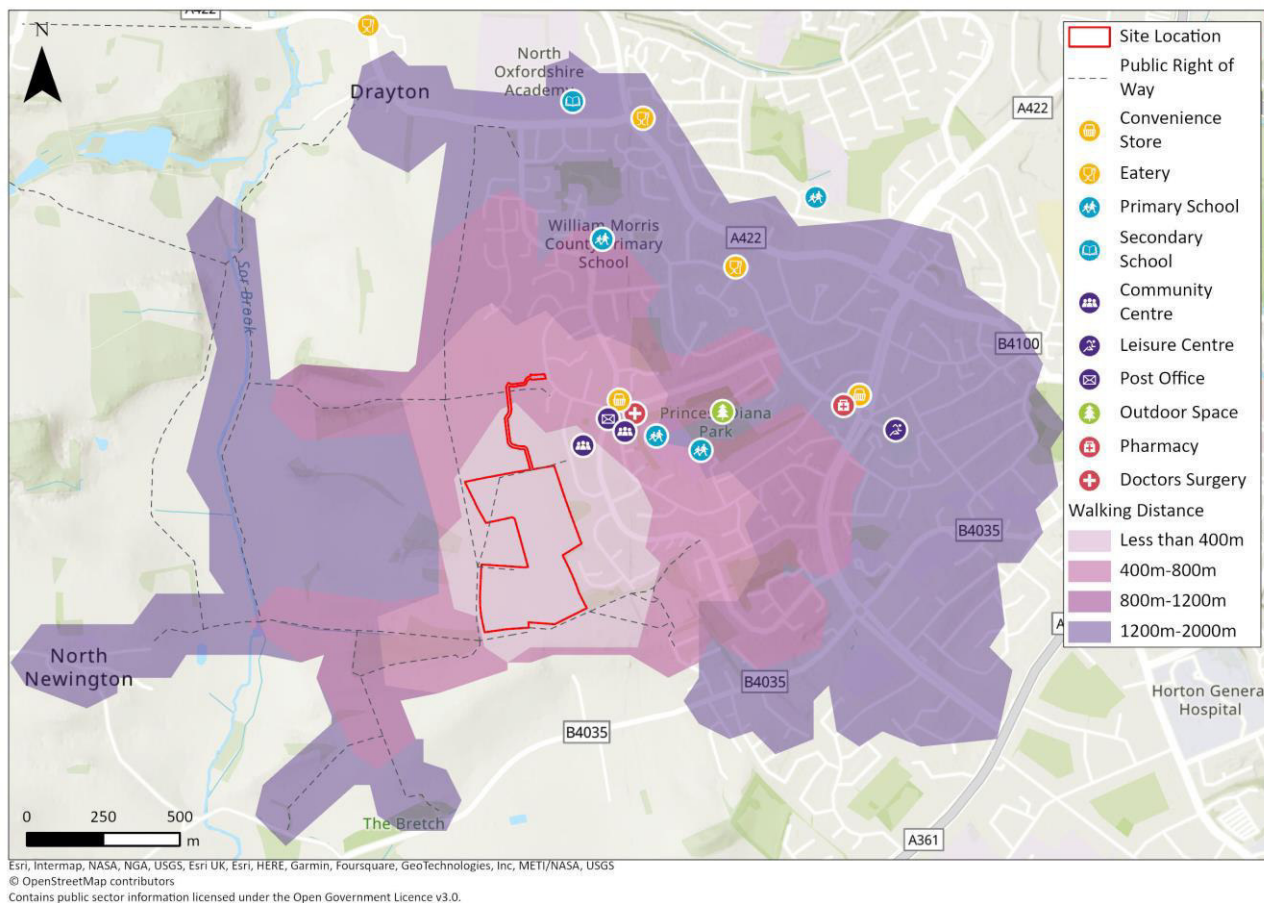 A422
N
Drayton
North
Oxfordshire
Academy
A422
Sor Brook
William Morris
County Primary
School
A422
B4100
Princess Diana
Park
B4035
North
Newington
B4035
B4035
Horton General
Hospital
The Bretch
A361
0 250 500
m
Site Location
Public Right of
Way
Convenience
Store
Eatery
Primary School
Secondary
School
Community
Centre
Leisure Centre
Post Office
Outdoor Space
Pharmacy
Doctors Surgery
Walking Distance
Less than 400m
400m-800m
800m-1200m
1200m-2000m
Esri, Intermap, NASA, NGA, USGS, Esri UK, Esri, HERE, Garmin, Foursquare, GeoTechnologies, Inc, METI/NASA, USGS
© OpenStreetMap contributors
Contains public sector information licensed under the Open Government Licence v3.0.